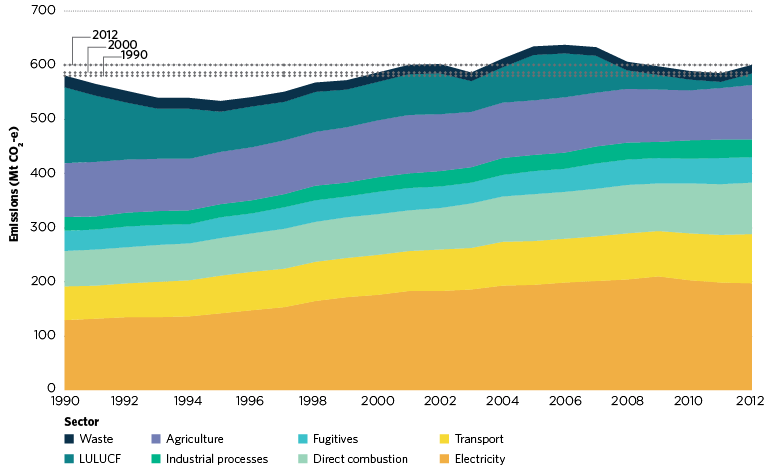 700
2012
2000
1990
600
500
400
300
200
100
0
Emissions (Mt CO₂-e)
1990 1992 1994 1996 1998 2000 2002 2004 2006 2008 2010 2012
Sector
Waste Agriculture Fugitives Transport
LULUCF Industrial processes Direct combustion Electricity